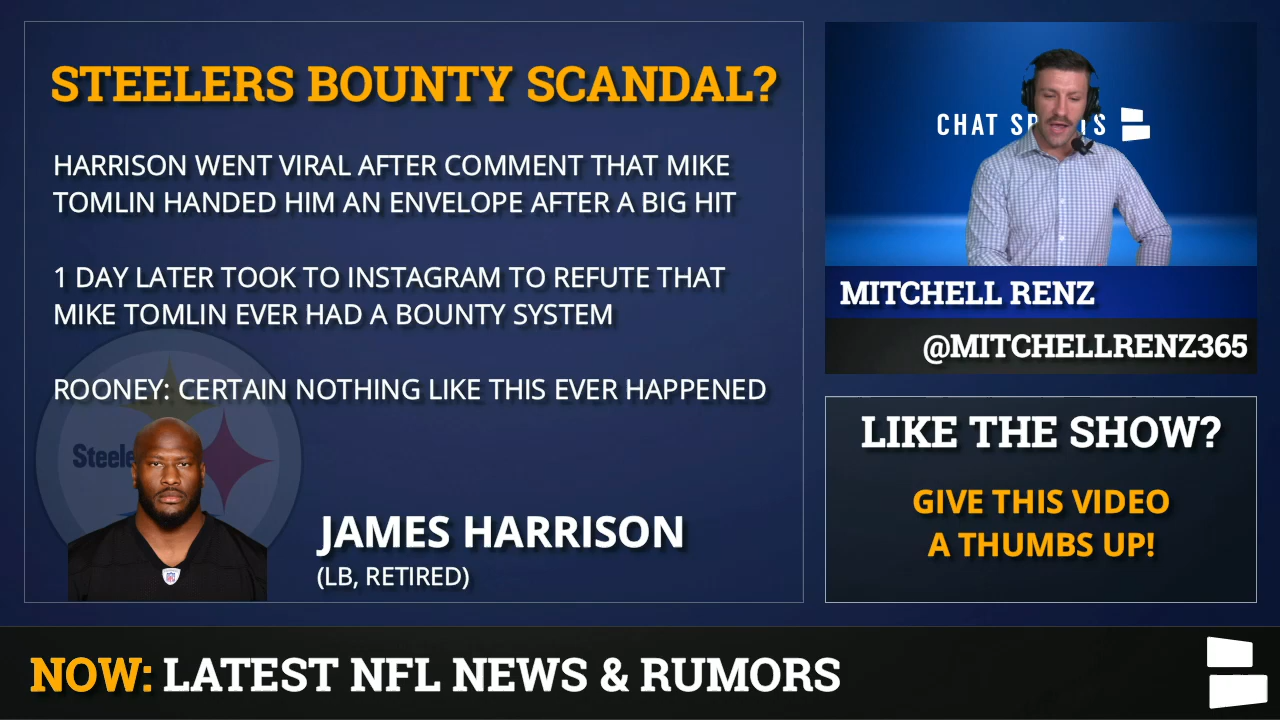 STEELERS BOUNTY SCANDAL?
HARRISON WENT VIRAL AFTER COMMENT THAT MIKE
TOMLIN HANDED HIM AN ENVELOPE AFTER A BIG HIT
1 DAY LATER TOOK TO INSTAGRAM TO REFUTE THAT
MIKE TOMLIN EVER HAD A BOUNTY SYSTEM
ROONEY: CERTAIN NOTHING LIKE THIS EVER HAPPENED
JAMES HARRISON
(LB, RETIRED)
CHAT
MITCHELL RENZ
@MITCHELLRENZ365
LIKE THE SHOW?
GIVE THIS VIDEO
A THUMBS UP!
NOW: LATEST NFL NEWS & RUMORS